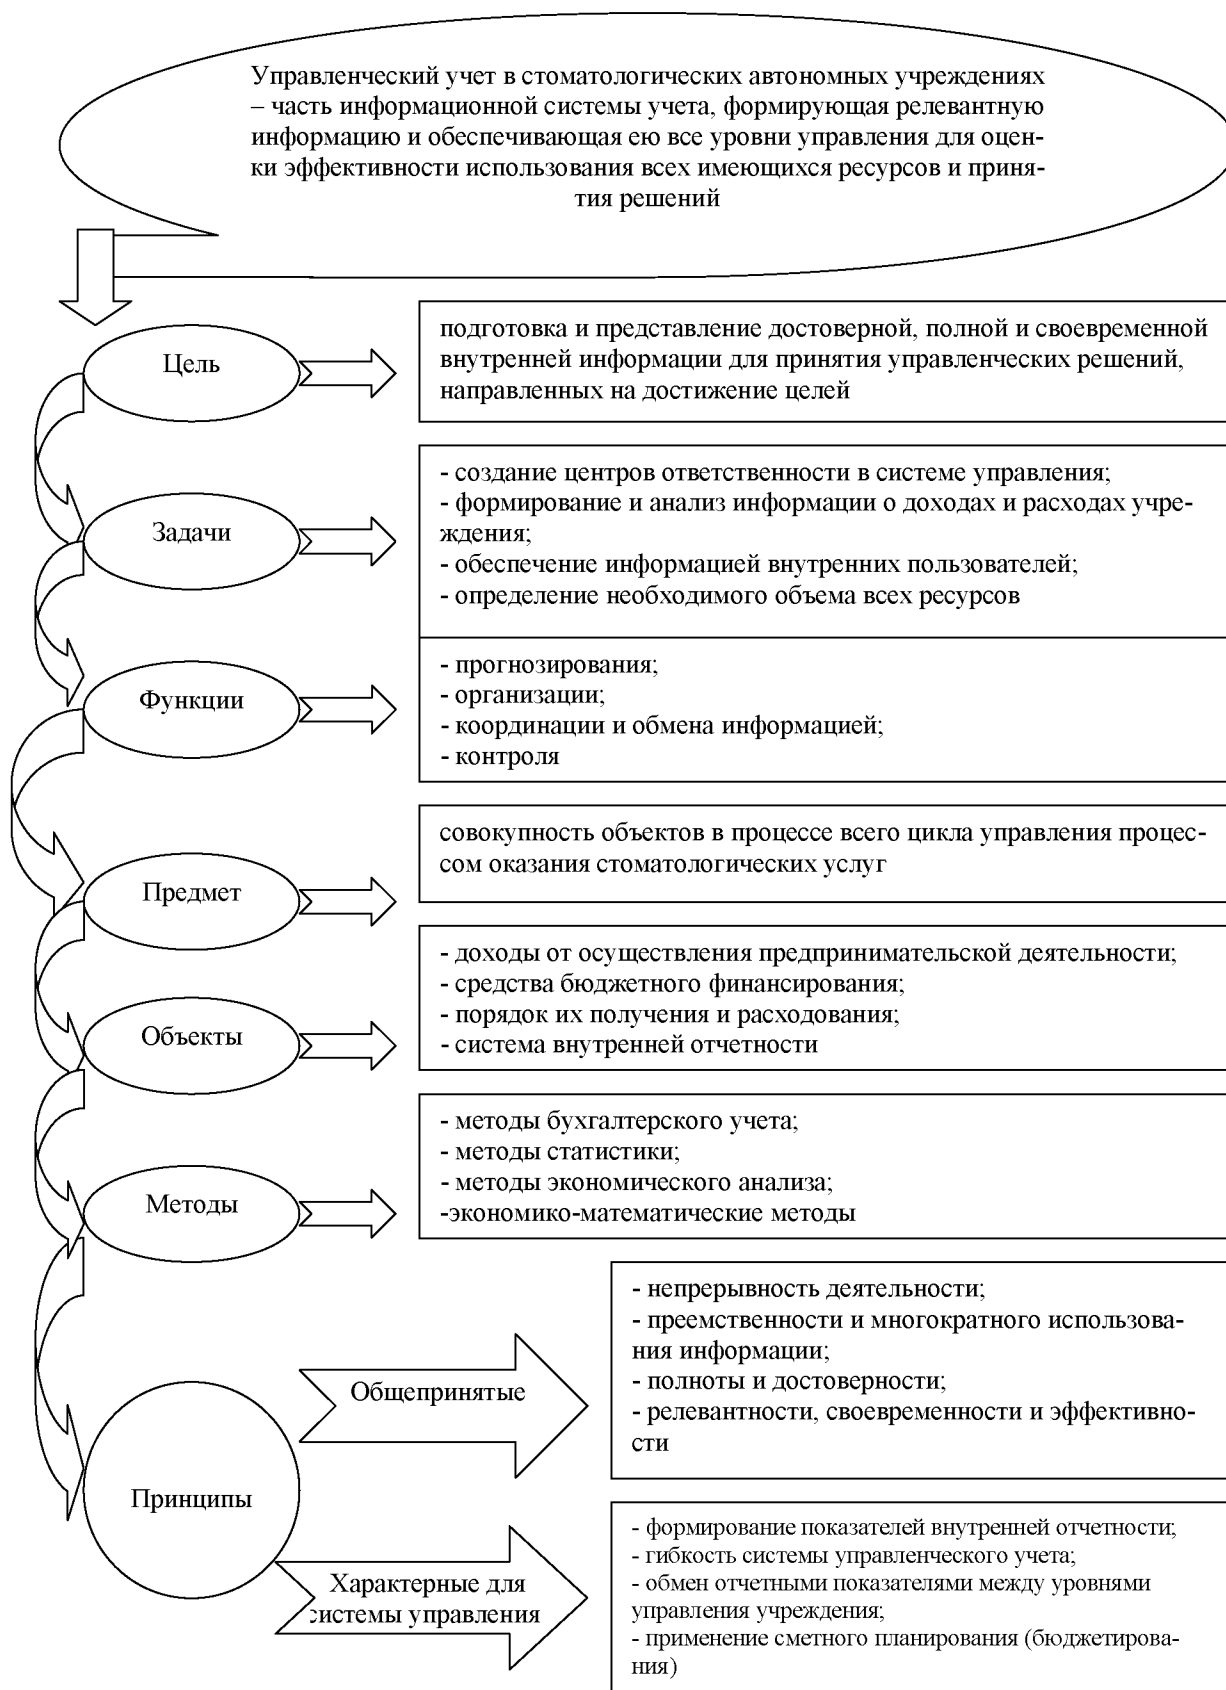 Управленческий учет в стоматологических автономных учреждениях
– часть информационной системы учета, формирующая релевантную
информацию и обеспечивающая ею все уровни управления для оцен-
ки эффективности использования всех имеющихся ресурсов и приня-
тия решений
Цель
подготовка и представление достоверной, полной и своевременной
внутренней информации для принятия управленческих решений,
направленных на достижение целей
Задачи
- создание центров ответственности в системе управления;
- формирование и анализ информации о доходах и расходах учре-
ждения;
- обеспечение информацией внутренних пользователей;
- определение необходимого объема всех ресурсов
Функции
- прогнозирования;
- организации;
- координации и обмена информацией;
- контроля
Предмет
совокупность объектов в процессе всего цикла управления процес-
сом оказания стоматологических услуг
Объекты
- доходы от осуществления предпринимательской деятельности;
- средства бюджетного финансирования;
- порядок их получения и расходования;
- система внутренней отчетности
Методы
- методы бухгалтерского учета;
- методы статистики;
- методы экономического анализа;
-экономико-математические методы
Принципы
Общепринятые
- непрерывность деятельности;
- преемственности и многократного использова-
ния информации;
- полноты и достоверности;
- релевантности, своевременности и эффективно-
сти
Характерные для
системы управления
- формирование показателей внутренней отчетности;
- гибкость системы управленческого учета;
- обмен отчетными показателями между уровнями
управления учреждения;
- применение сметного планирования (бюджетирова-
ния)